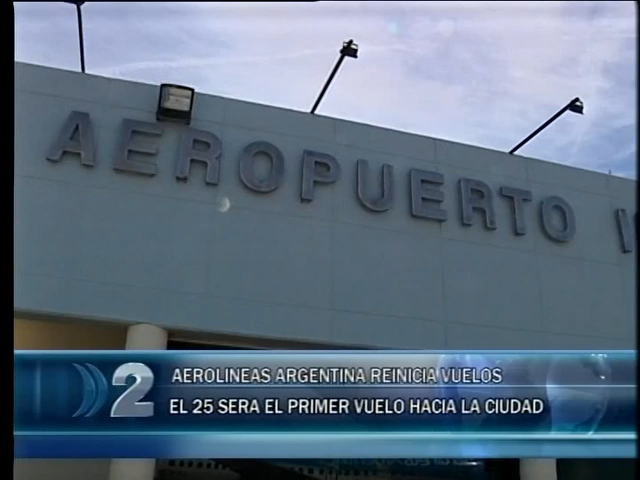 AEROPUERTO
2
AEROLINEAS ARGENTINA REINICIA VUELOS
EL 25 SERA EL PRIMER VUELO HACIA LA CIUDAD